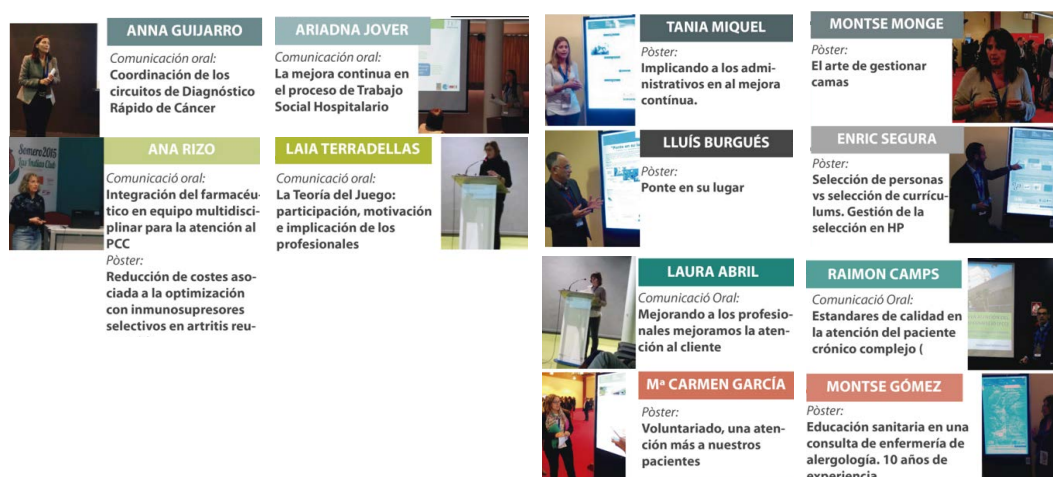 ANNA GUIJARRO
Comunicación oral:
Coordinación de los
circuitos de Diagnóstico
Rápido de Cáncer
ARIADNA JOVER
Comunicación oral:
La mejora continua en
el proceso de Trabajo
Social Hospitalario
ANA RIZO
Comunicació oral:
Integración del farmacéu-
tico en equipo multidisci-
plinar para la atención al
PCC
Pòster:
Reducción de costes aso-
ciada a la optimización
con inmunosupresores
selectivos en artritis reu-
LAIA TERRADELLAS
Comunicació oral:
La Teoría del Juego:
participación, motivación
e implicación de los
profesionales
TANIA MIQUEL
Pòster:
Implicando a los admi-
nistrativos en al mejora
contínua.
MONTSE MONGE
Pòster:
El arte de gestionar
camas
LLUÍS BURGUÉS
Pòster:
Ponte en su lugar
ENRIC SEGURA
Pòster:
Selección de personas
vs selección de currícu-
lums. Gestión de la
selección en HP
LAURA ABRIL
Comunicació Oral:
Mejorando a los profesio-
nales mejoramos la aten-
ción al cliente
RAIMON CAMPS
Comunicació Oral:
Estandares de calidad en
la atención del paciente
crónico complejo (
Mª CARMEN GARCÍA
Pòster:
Voluntariado, una aten-
ción más a nuestros
pacientes
MONTSE GÓMEZ
Pòster:
Educación sanitaria en una
consulta de enfermería de
alergología. 10 años de
experiencia
Semero2015